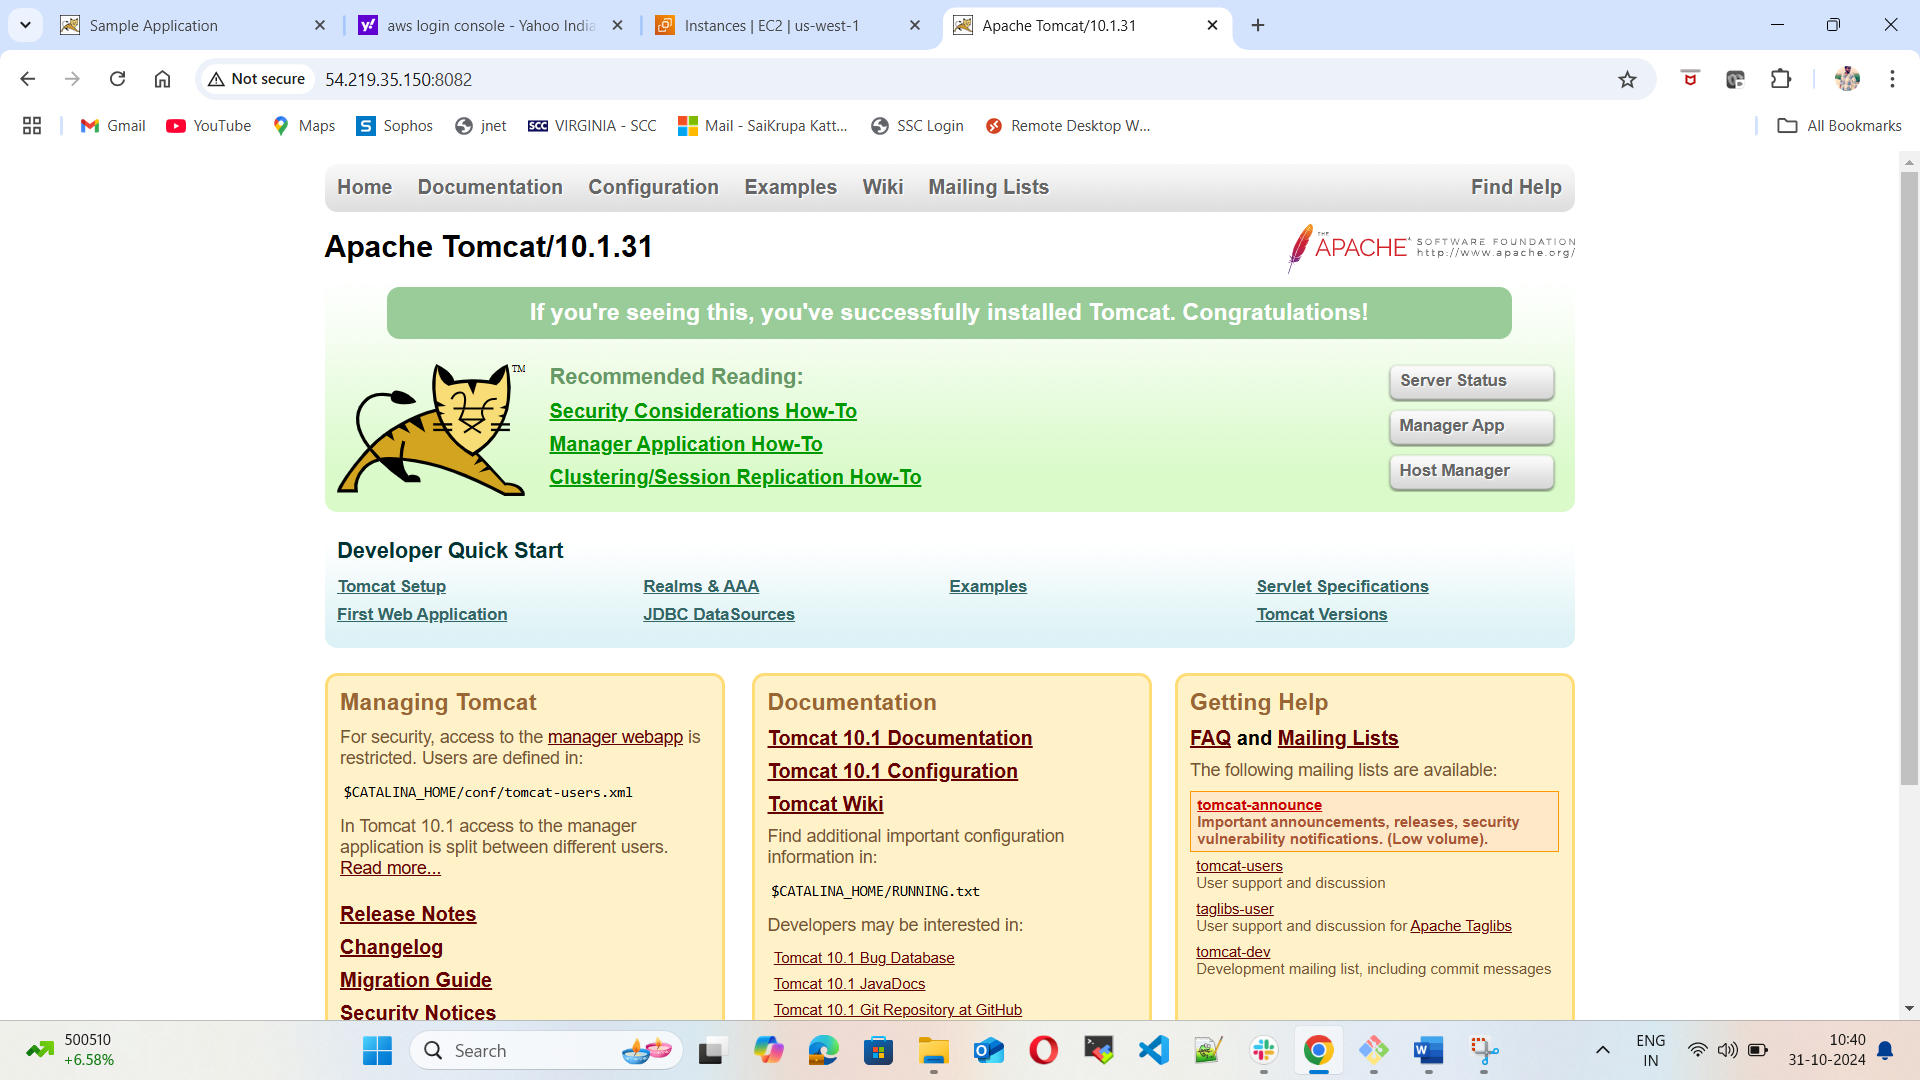 Sample Application
aws login console - Yahoo India
Instances | EC2 | us-west-1
Apache Tomcat/10.1.31
Not secure
54.219.35.150:8082
Gmail
YouTube
Maps
Sophos
jnet
SCC VIRGINIA - SCC
Mail - SaiKrupa Katt...
SSC Login
Remote Desktop W...
All Bookmarks
Home Documentation Configuration Examples Wiki Mailing Lists Find Help
Apache Tomcat/10.1.31
THE APACHE SOFTWARE FOUNDATION
http://www.apache.org/
If you're seeing this, you've successfully installed Tomcat. Congratulations!
TM
Recommended Reading:
Security Considerations How-To
Manager Application How-To
Clustering/Session Replication How-To
Server Status
Manager App
Host Manager
Developer Quick Start
Tomcat Setup
First Web Application
Realms & AAA
JDBC DataSources
Examples
Servlet Specifications
Tomcat Versions
Managing Tomcat
For security, access to the manager webapp is
restricted. Users are defined in:
$CATALINA_HOME/conf/tomcat-users.xml
In Tomcat 10.1 access to the manager
application is split between different users.
Read more...
Release Notes
Changelog
Migration Guide
Security Notices
Documentation
Tomcat 10.1 Documentation
Tomcat 10.1 Configuration
Tomcat Wiki
Find additional important configuration
information in:
$CATALINA_HOME/RUNNING.txt
Developers may be interested in:
Tomcat 10.1 Bug Database
Tomcat 10.1 JavaDocs
Tomcat 10.1 Git Repository at GitHub
Getting Help
FAQ and Mailing Lists
The following mailing lists are available:
tomcat-announce
Important announcements, releases, security
vulnerability notifications. (Low volume).
tomcat-users
User support and discussion
taglibs-user
User support and discussion for Apache Taglibs
tomcat-dev
Development mailing list, including commit messages
500510
+6.58%
Search
ENG
IN
10:40
31-10-2024